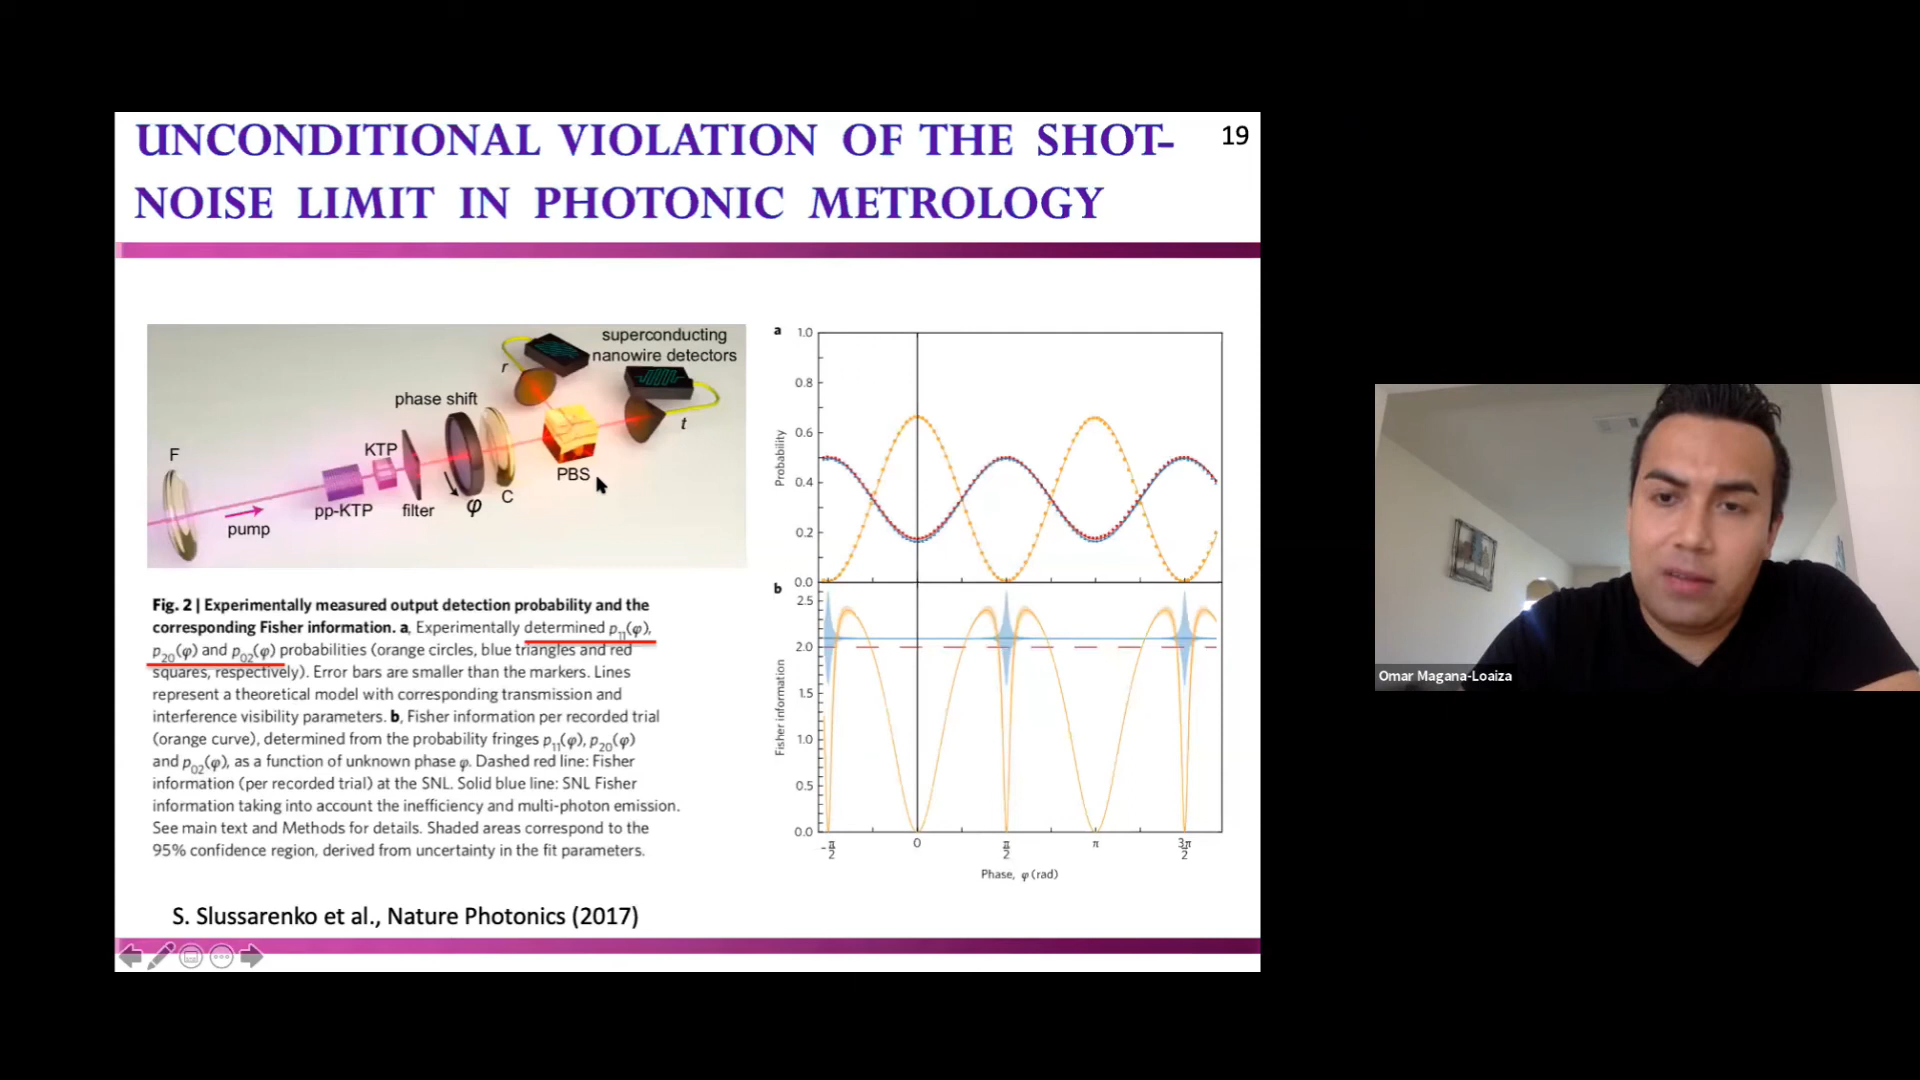 UNCONDITIONAL VIOLATION OF THE SHOT-
NOISE LIMIT IN PHOTONIC METROLOGY
19
superconducting
nanowire detectors
r
t
phase shift
F
KTP
PBS
pump
pp-KTP
filter
φ
C
Fig. 2 | Experimentally measured output detection probability and the
corresponding Fisher information. a, Experimentally determined p11(φ),
p20(φ) and p02(φ) probabilities (orange circles, blue triangles and red
squares, respectively). Error bars are smaller than the markers. Lines
represent a theoretical model with corresponding transmission and
interference visibility parameters. b, Fisher information per recorded trial
(orange curve), determined from the probability fringes p11(φ), p20(φ)
and p02(φ), as a function of unknown phase φ. Dashed red line: Fisher
information (per recorded trial) at the SNL. Solid blue line: SNL Fisher
information taking into account the inefficiency and multi-photon emission.
See main text and Methods for details. Shaded areas correspond to the
95% confidence region, derived from uncertainty in the fit parameters.
a
1.0
0.8
0.6
0.4
0.2
0.0
Probability
b
2.5
2.0
1.5
1.0
0.5
0.0
Fisher information
-π/2 0 π/2 π 3π/2
Phase, φ (rad)
S. Slussarenko et al., Nature Photonics (2017)
Omar Magana-Loaiza